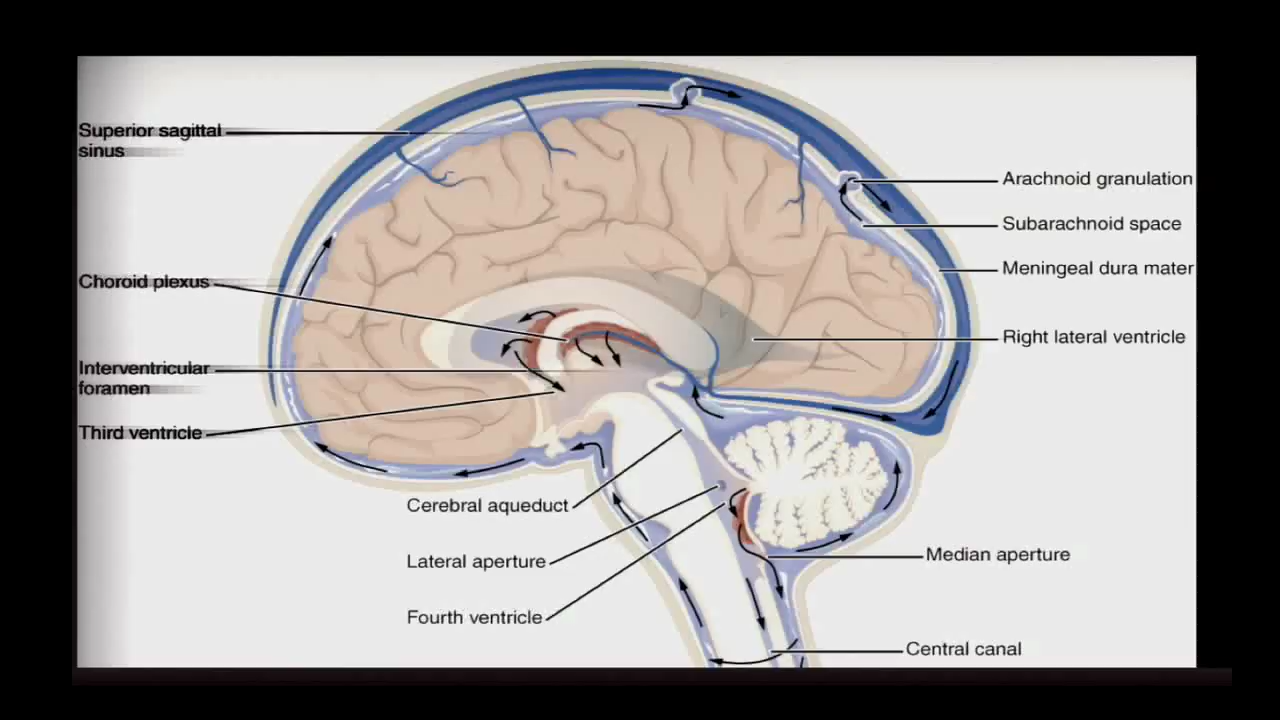 Superior sagittal
sinus
Choroid plexus
Interventricular
foramen
Third ventricle
Cerebral aqueduct
Lateral aperture
Fourth ventricle
Arachnoid granulation
Subarachnoid space
Meningeal dura mater
Right lateral ventricle
Median aperture
Central canal